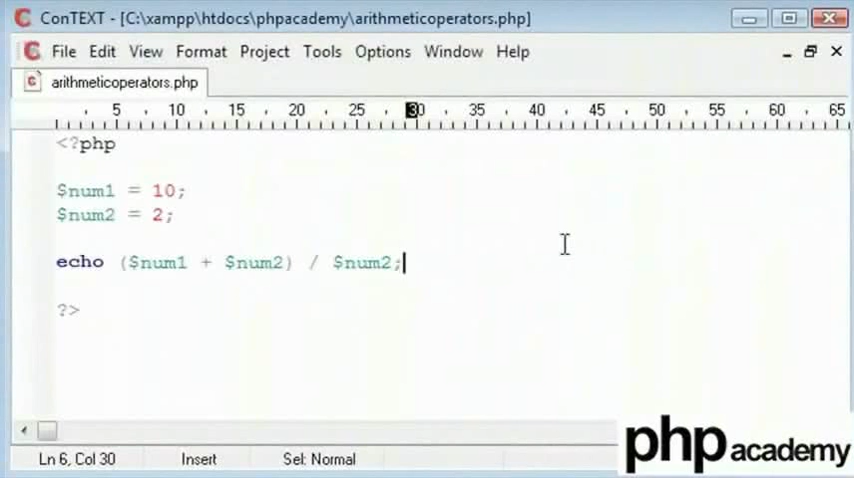 ConTEXT - [C:\xampp\htdocs\phpacademy\arithmeticoperators.php]
File Edit View Format Project Tools Options Window Help
arithmeticoperators.php
5 10 15 20 25 30 35 40 45 50 55 60 65
<?php
$num1 = 10;
$num2 = 2;
echo ($num1 + $num2) / $num2;
?>
Ln 6, Col 30 Insert Sel: Normal
php academy